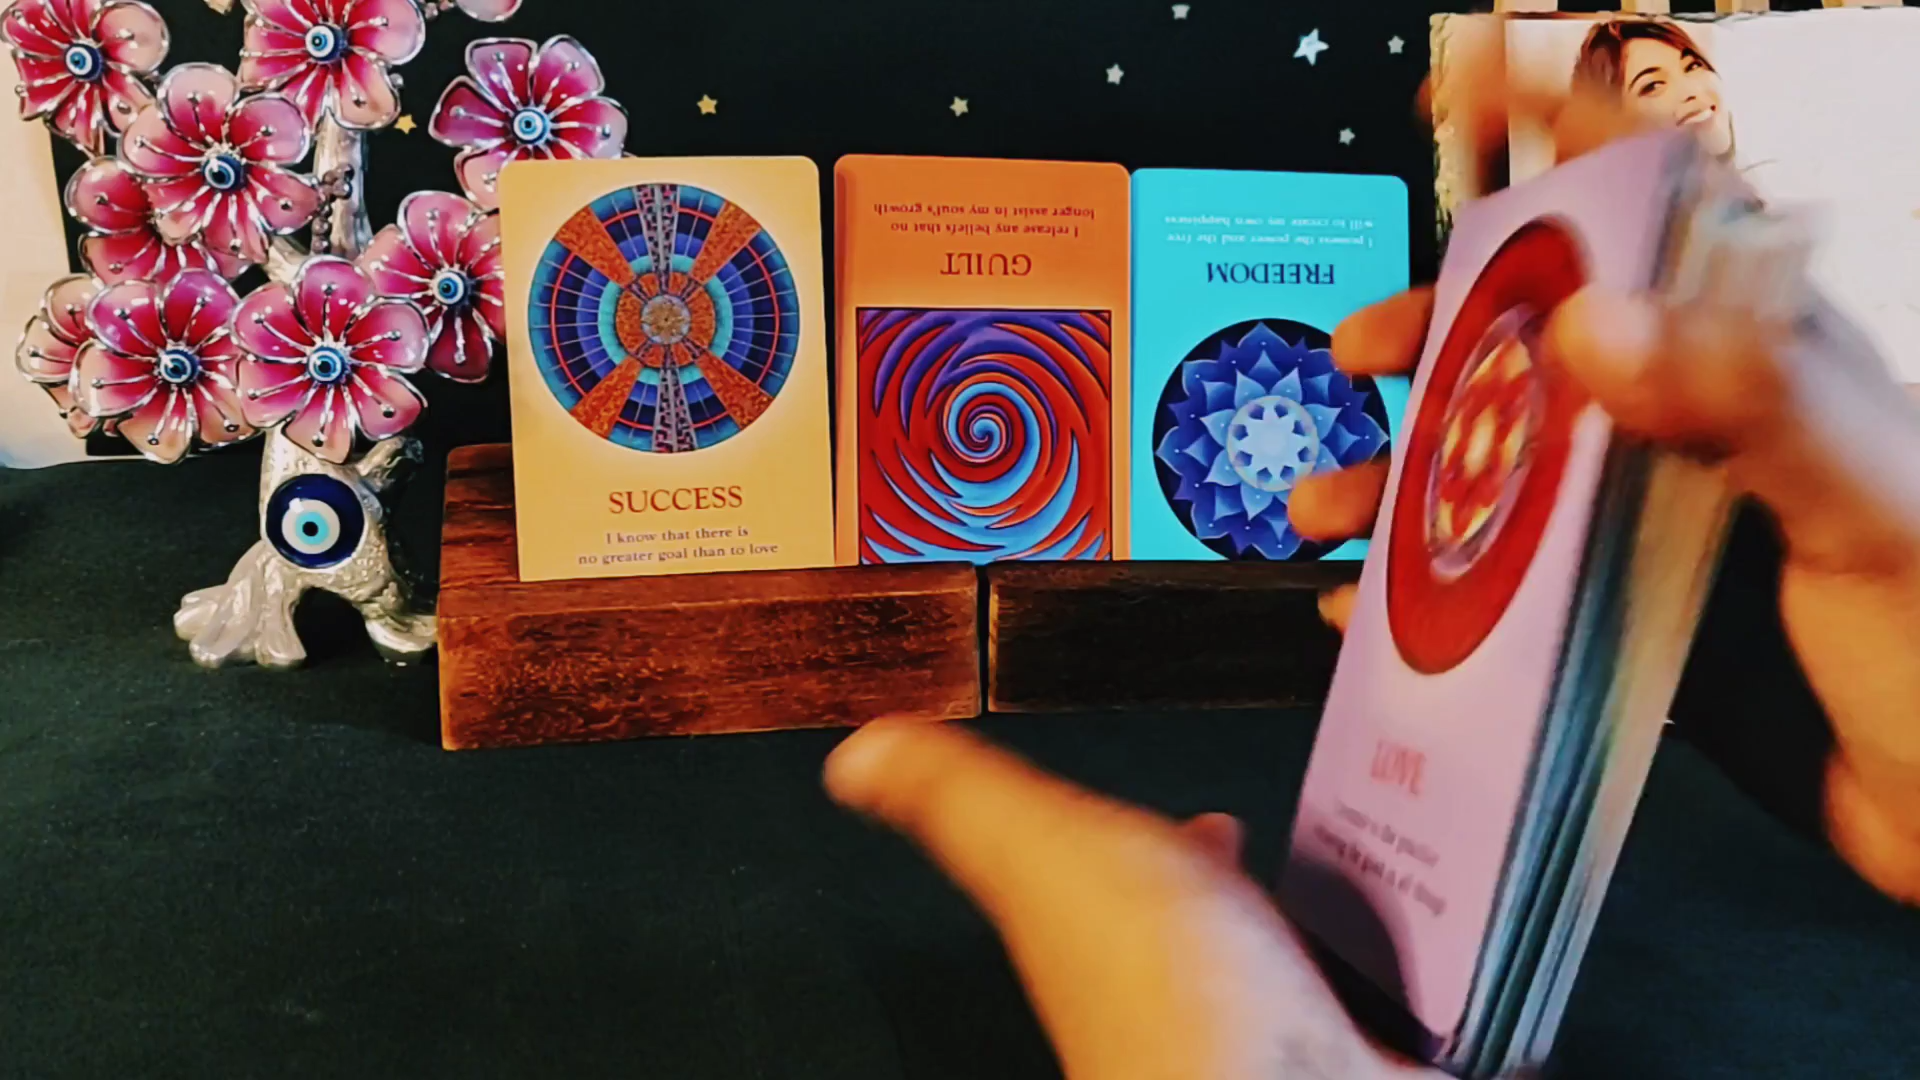 SUCCESS
I know that there is
no greater goal than to love
GUILT
I release any beliefs that no
longer assist in my soul's growth
FREEDOM
I possess the power and the free
will to create my own happiness
LOVE